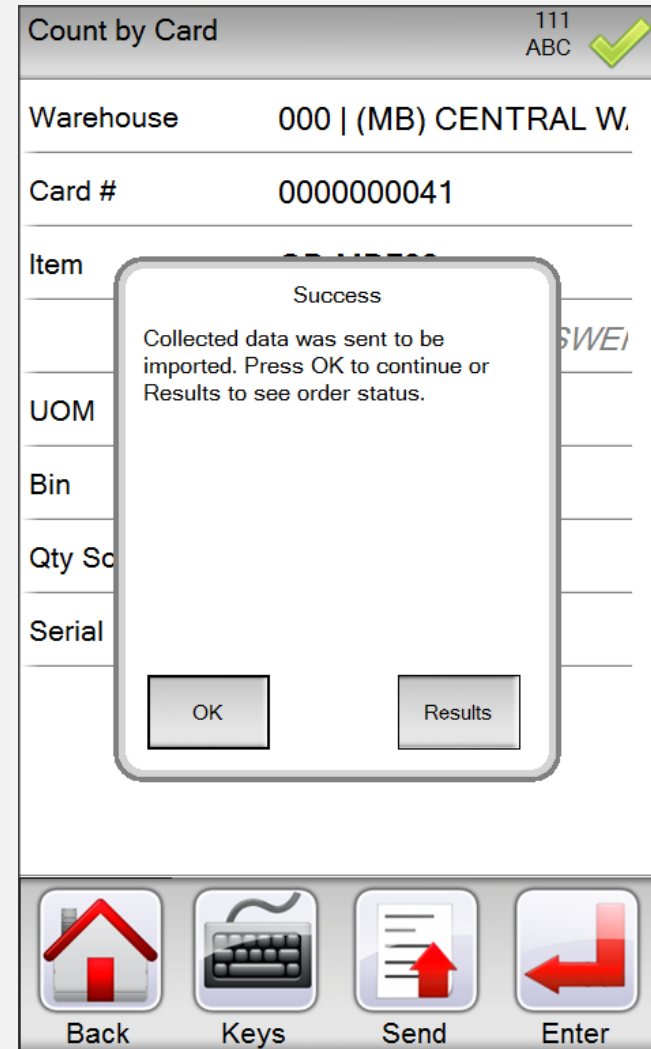 Count by Card 111
ABC
Warehouse 000 | (MB) CENTRAL W
Card # 0000000041
Item
UOM
Bin
Qty
Serial
Success
Collected data was sent to be
imported. Press OK to continue or
Results to see order status.
OK Results
Back Keys Send Enter